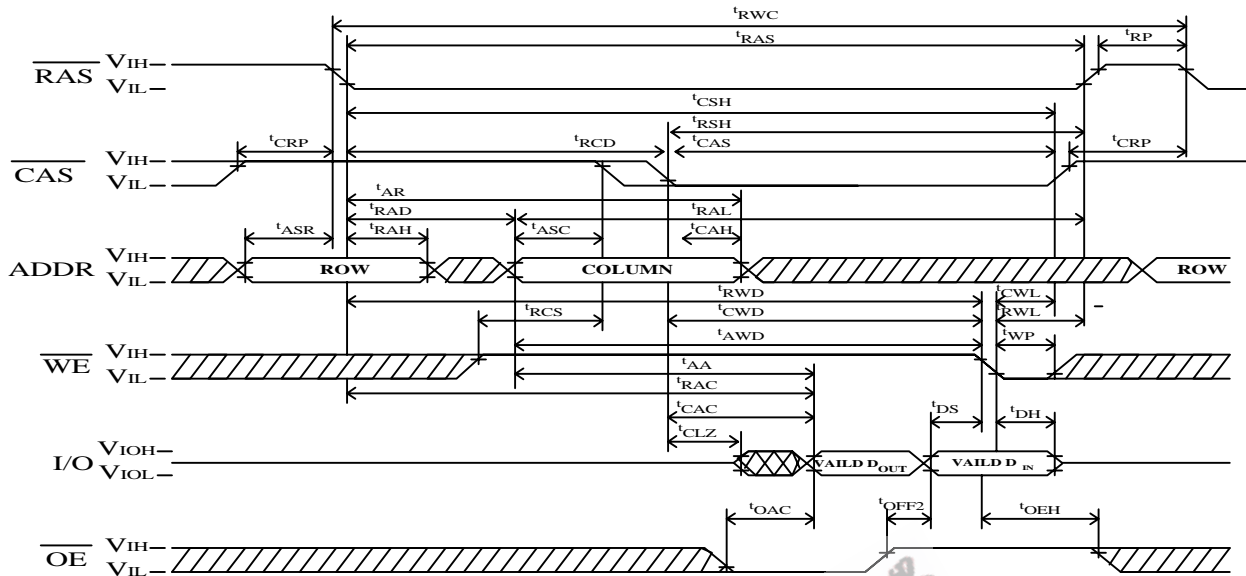 tRWC
tRAS
tRP
RAS
VIH
VIL
tCSH
tRSH
tCRP
tRCD
tCAS
tCRP
CAS
VIH
VIL
tAR
tRAD
tRAL
tASR
tRAH
tASC
tCAH
ADDR
VIH
VIL
ROW
COLUMN
ROW
tRWD
tCWL
tRCS
tCWD
tRWL
tAWD
tWP
WE
VIH
VIL
tAA
tRAC
tCAC
tDS
tDH
tCLZ
I/O
VIOH
VIOL
VAILD DOUT
VAILD D IN
tOAC
tOFF2
tOEH
OE
VIH
VIL